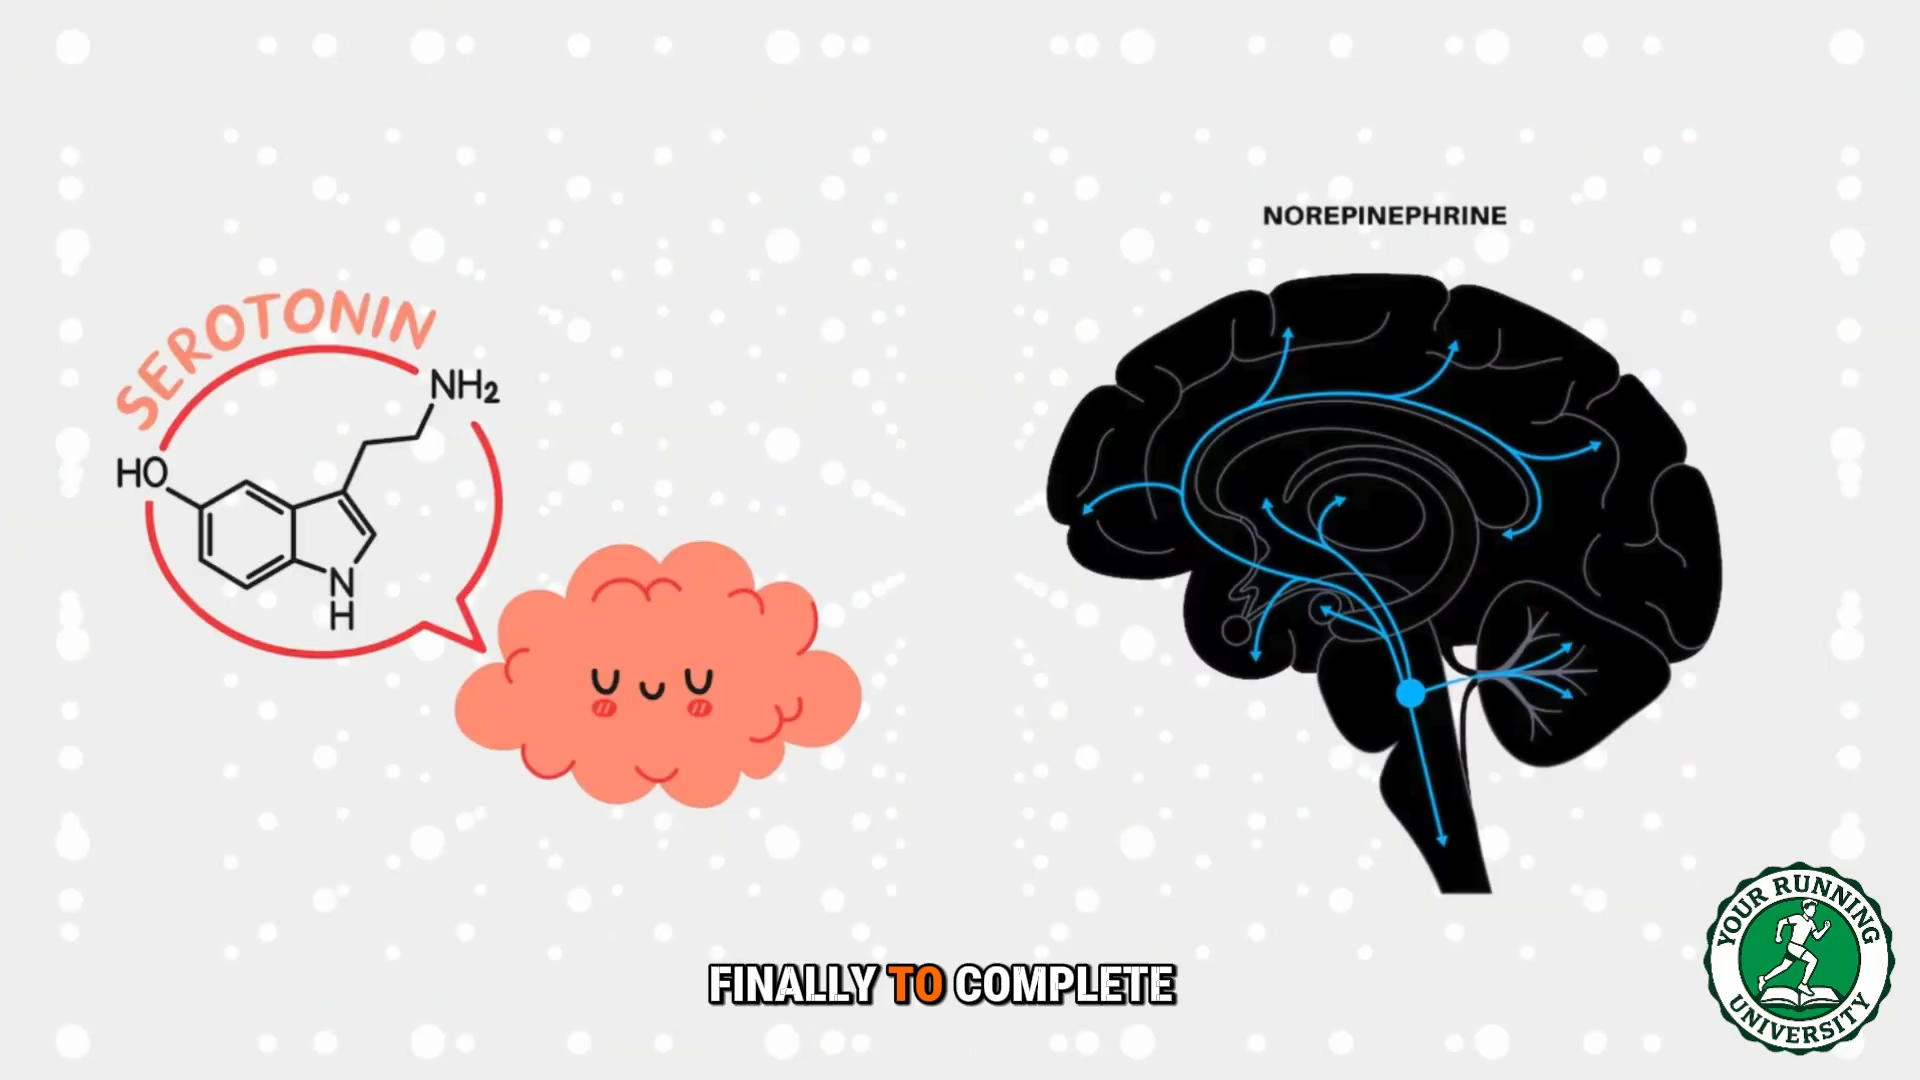 SEROTONIN
NH2
HO
N
H
NOREPINEPHRINE
FINALLY TO COMPLETE
YOUR RUNNING
UNIVERSITY